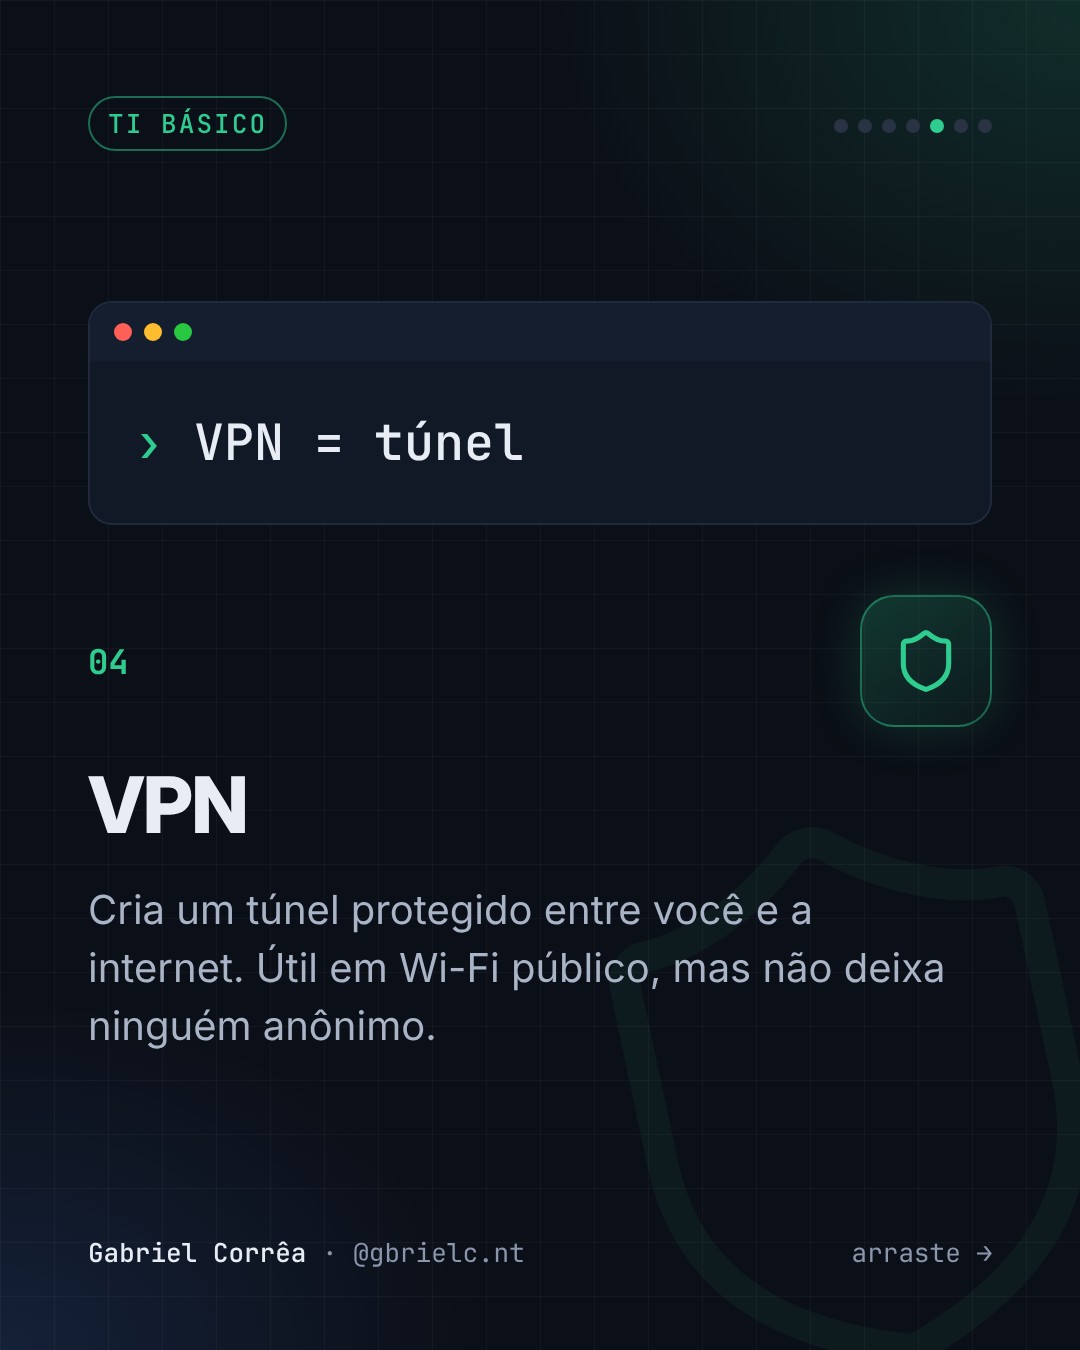 TI BÁSICO
› VPN = túnel
04
VPN
Cria um túnel protegido entre você e a
internet. Útil em Wi-Fi público, mas não deixa
ninguém anônimo.
Gabriel Corrêa · @gbrielc.nt
arraste →